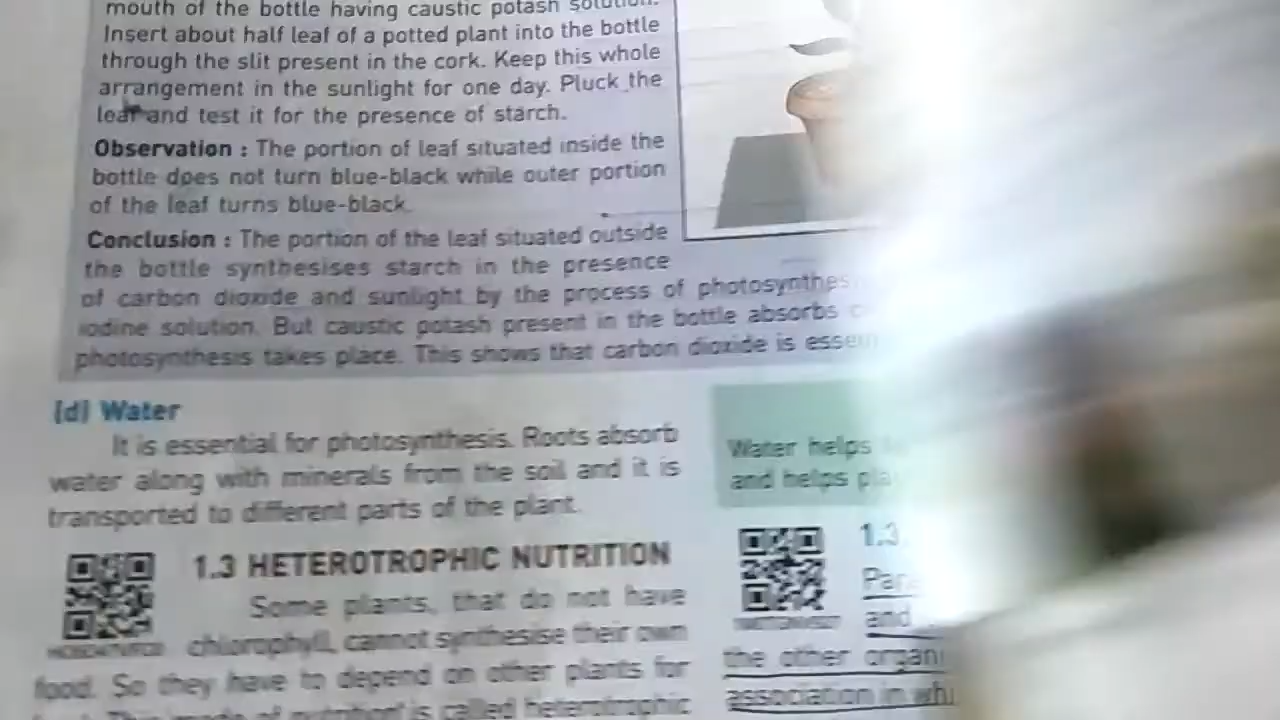 mouth of the bottle having caustic potash solution.
Insert about half leaf of a potted plant into the bottle
through the slit present in the cork. Keep this whole
arrangement in the sunlight for one day. Pluck the
leaf and test it for the presence of starch.
Observation : The portion of leaf situated inside the
bottle does not turn blue-black while outer portion
of the leaf turns blue-black.
Conclusion : The portion of the leaf situated outside
the bottle synthesises starch in the presence
of carbon dioxide and sunlight by the process of photosynthes
iodine solution. But caustic potash present in the bottle absorbs
photosynthesis takes place. This shows that carbon dioxide is essen
(d) Water
It is essential for photosynthesis. Roots absorb
water along with minerals from the soil and it is
transported to different parts of the plant.
1.3 HETEROTROPHIC NUTRITION
Some plants, that do not have
chlorophyll, cannot synthesise their own
food. So they have to depend on other plants for
food. This mode of nutrition is called heterotrophic
Water helps
and helps pla
1.3
Par
and
the other organi
association in whi